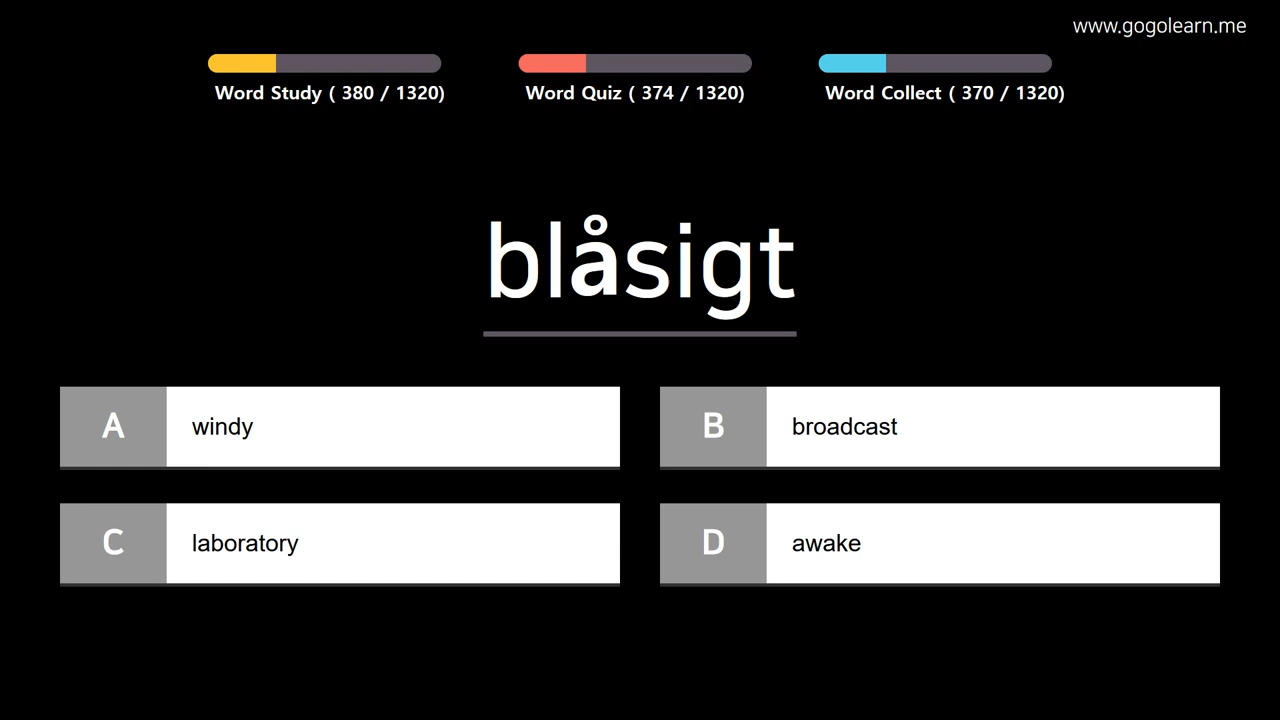 www.gogolearn.me
Word Study ( 380 / 1320)
Word Quiz ( 374 / 1320)
Word Collect ( 370 / 1320)
blåsigt
A windy
B broadcast
C laboratory
D awake